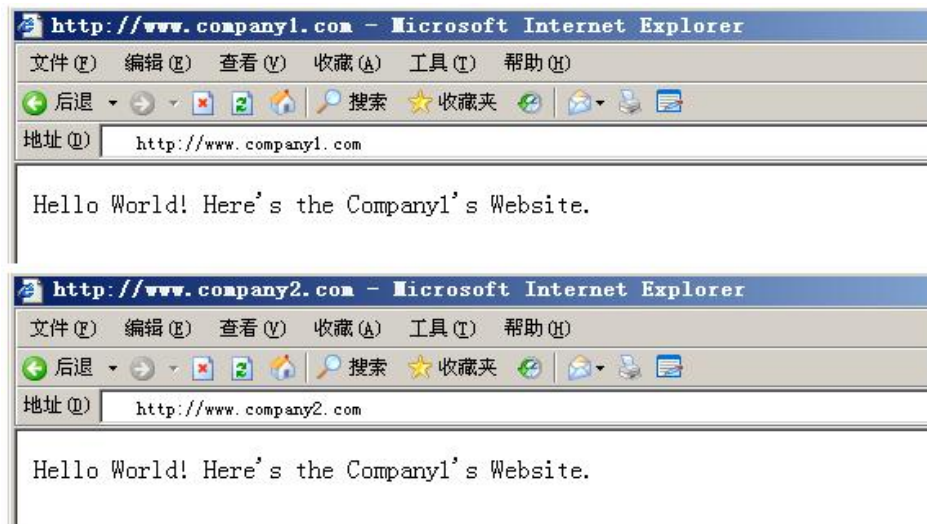 http://www.company1.com - Microsoft Internet Explorer
文件(F) 编辑(E) 查看(V) 收藏(A) 工具(T) 帮助(H)
后退 搜索 收藏夹
地址(D) http://www.company1.com
Hello World! Here's the Company1's Website.
http://www.company2.com - Microsoft Internet Explorer
文件(F) 编辑(E) 查看(V) 收藏(A) 工具(T) 帮助(H)
后退 搜索 收藏夹
地址(D) http://www.company2.com
Hello World! Here's the Company1's Website.